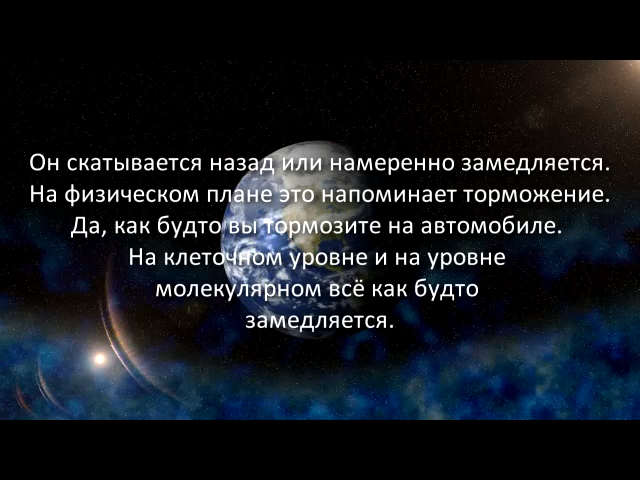 Он скатывается назад или намеренно замедляется.
На физическом плане это напоминает торможение.
Да, как будто вы тормозите на автомобиле.
На клеточном уровне и на уровне
молекулярном всё как будто
замедляется.